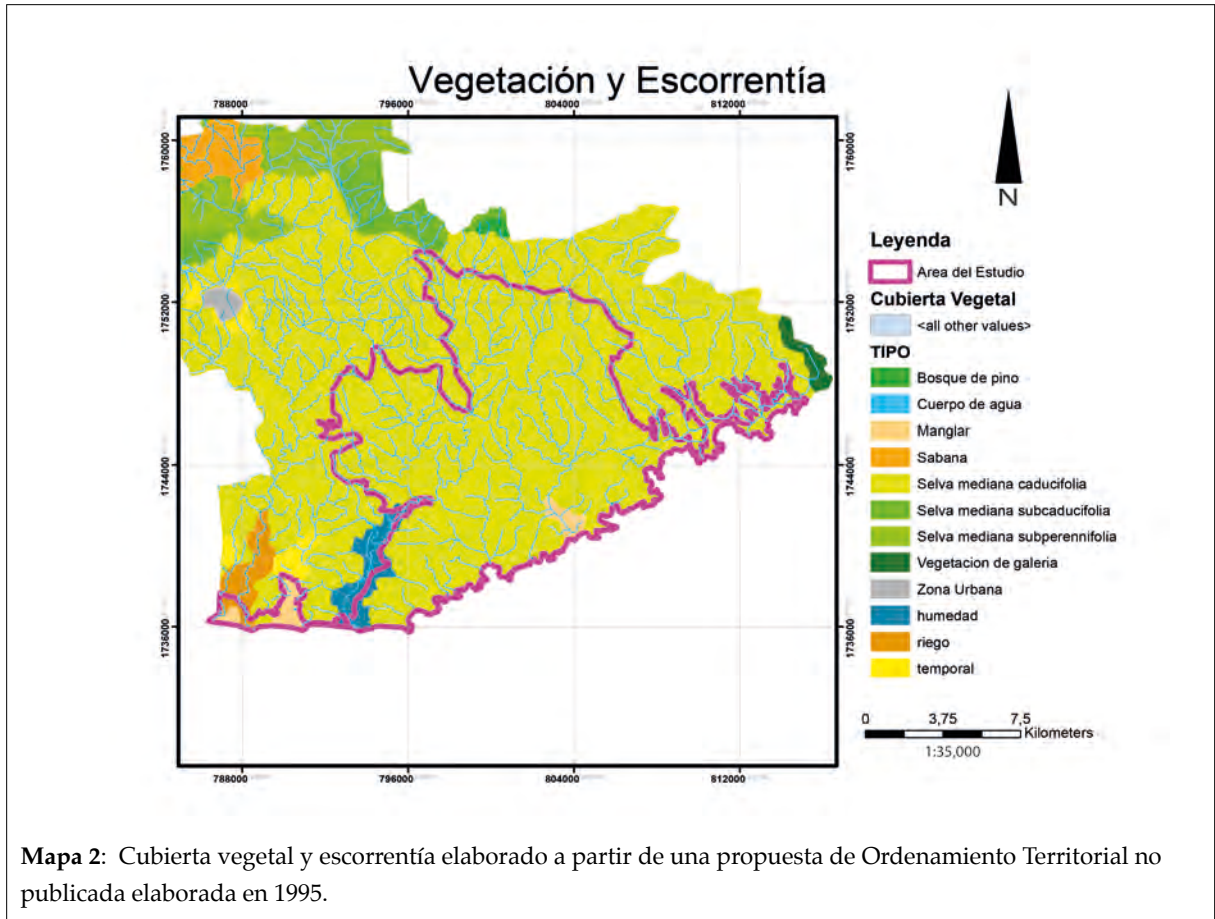 Vegetación y Escorrentía
788000 796000 804000 812000
1760000 1760000
1752000 1752000
1744000 1744000
1736000 1736000
788000 796000 804000 812000
N
Leyenda
Area del Estudio
Cubierta Vegetal
<all other values>
TIPO
Bosque de pino
Cuerpo de agua
Manglar
Sabana
Selva mediana caducifolia
Selva mediana subcaducifolia
Selva mediana subperennifolia
Vegetacion de galeria
Zona Urbana
humedad
riego
temporal
0 3,75 7,5
Kilometers
1:35,000
Mapa 2: Cubierta vegetal y escorrentía elaborado a partir de una propuesta de Ordenamiento Territorial no
publicada elaborada en 1995.